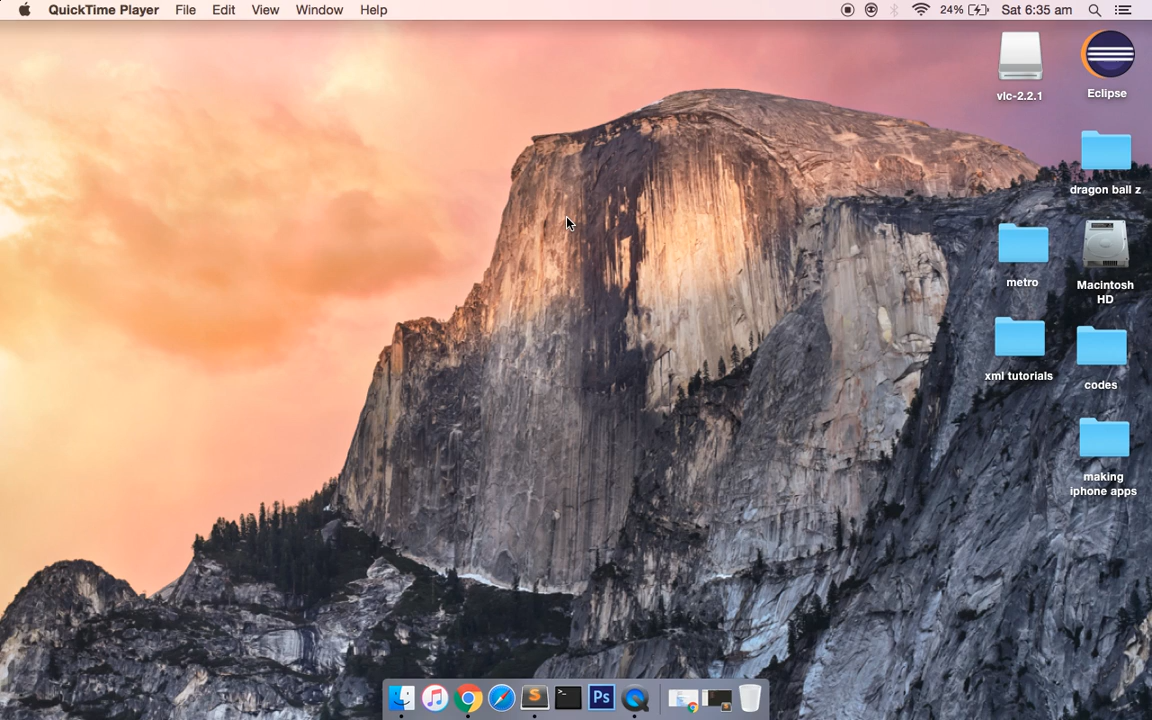 QuickTime Player File Edit View Window Help 24% Sat 6:35 am
vlc-2.2.1
Eclipse
dragon ball z
metro
Macintosh
HD
xml tutorials
codes
making
iphone apps
S
>_
Ps